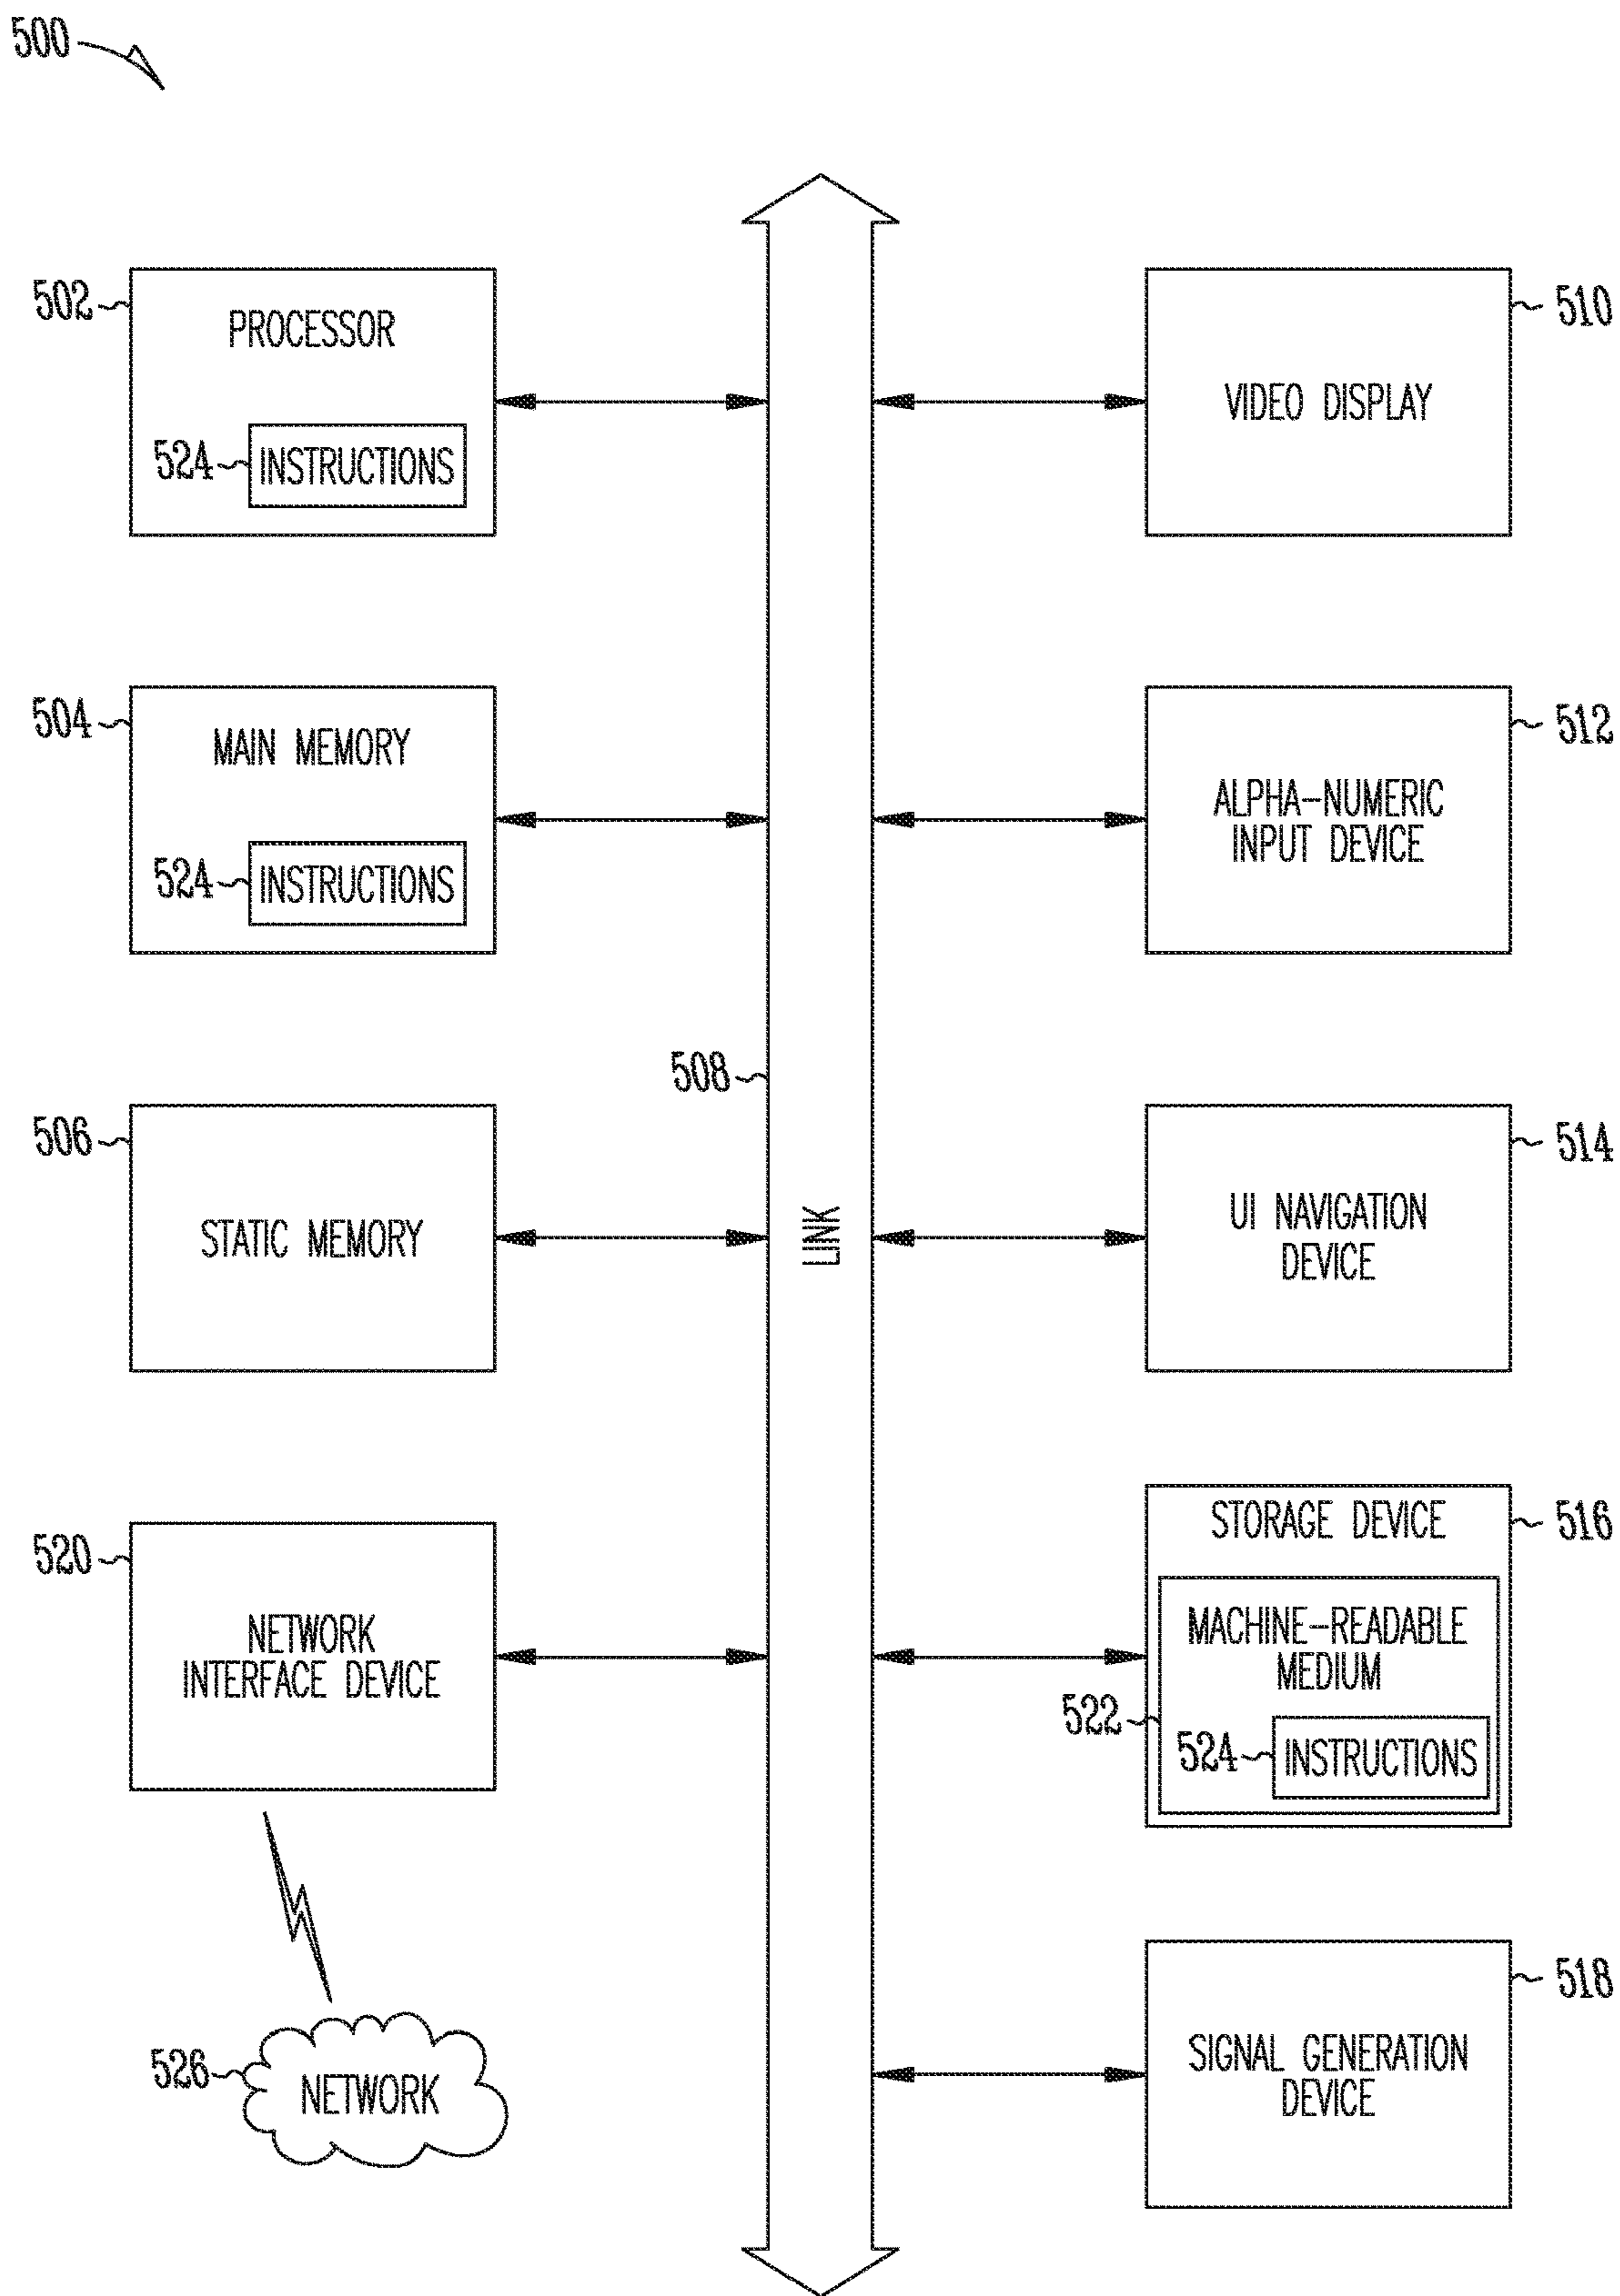 500
502
PROCESSOR
524
INSTRUCTIONS
504
MAIN MEMORY
524
INSTRUCTIONS
506
STATIC MEMORY
520
NETWORK
INTERFACE DEVICE
526
NETWORK
508
LINK
510
VIDEO DISPLAY
512
ALPHA-NUMERIC
INPUT DEVICE
514
UI NAVIGATION
DEVICE
516
STORAGE DEVICE
MACHINE-READABLE
MEDIUM
522
524
INSTRUCTIONS
518
SIGNAL GENERATION
DEVICE